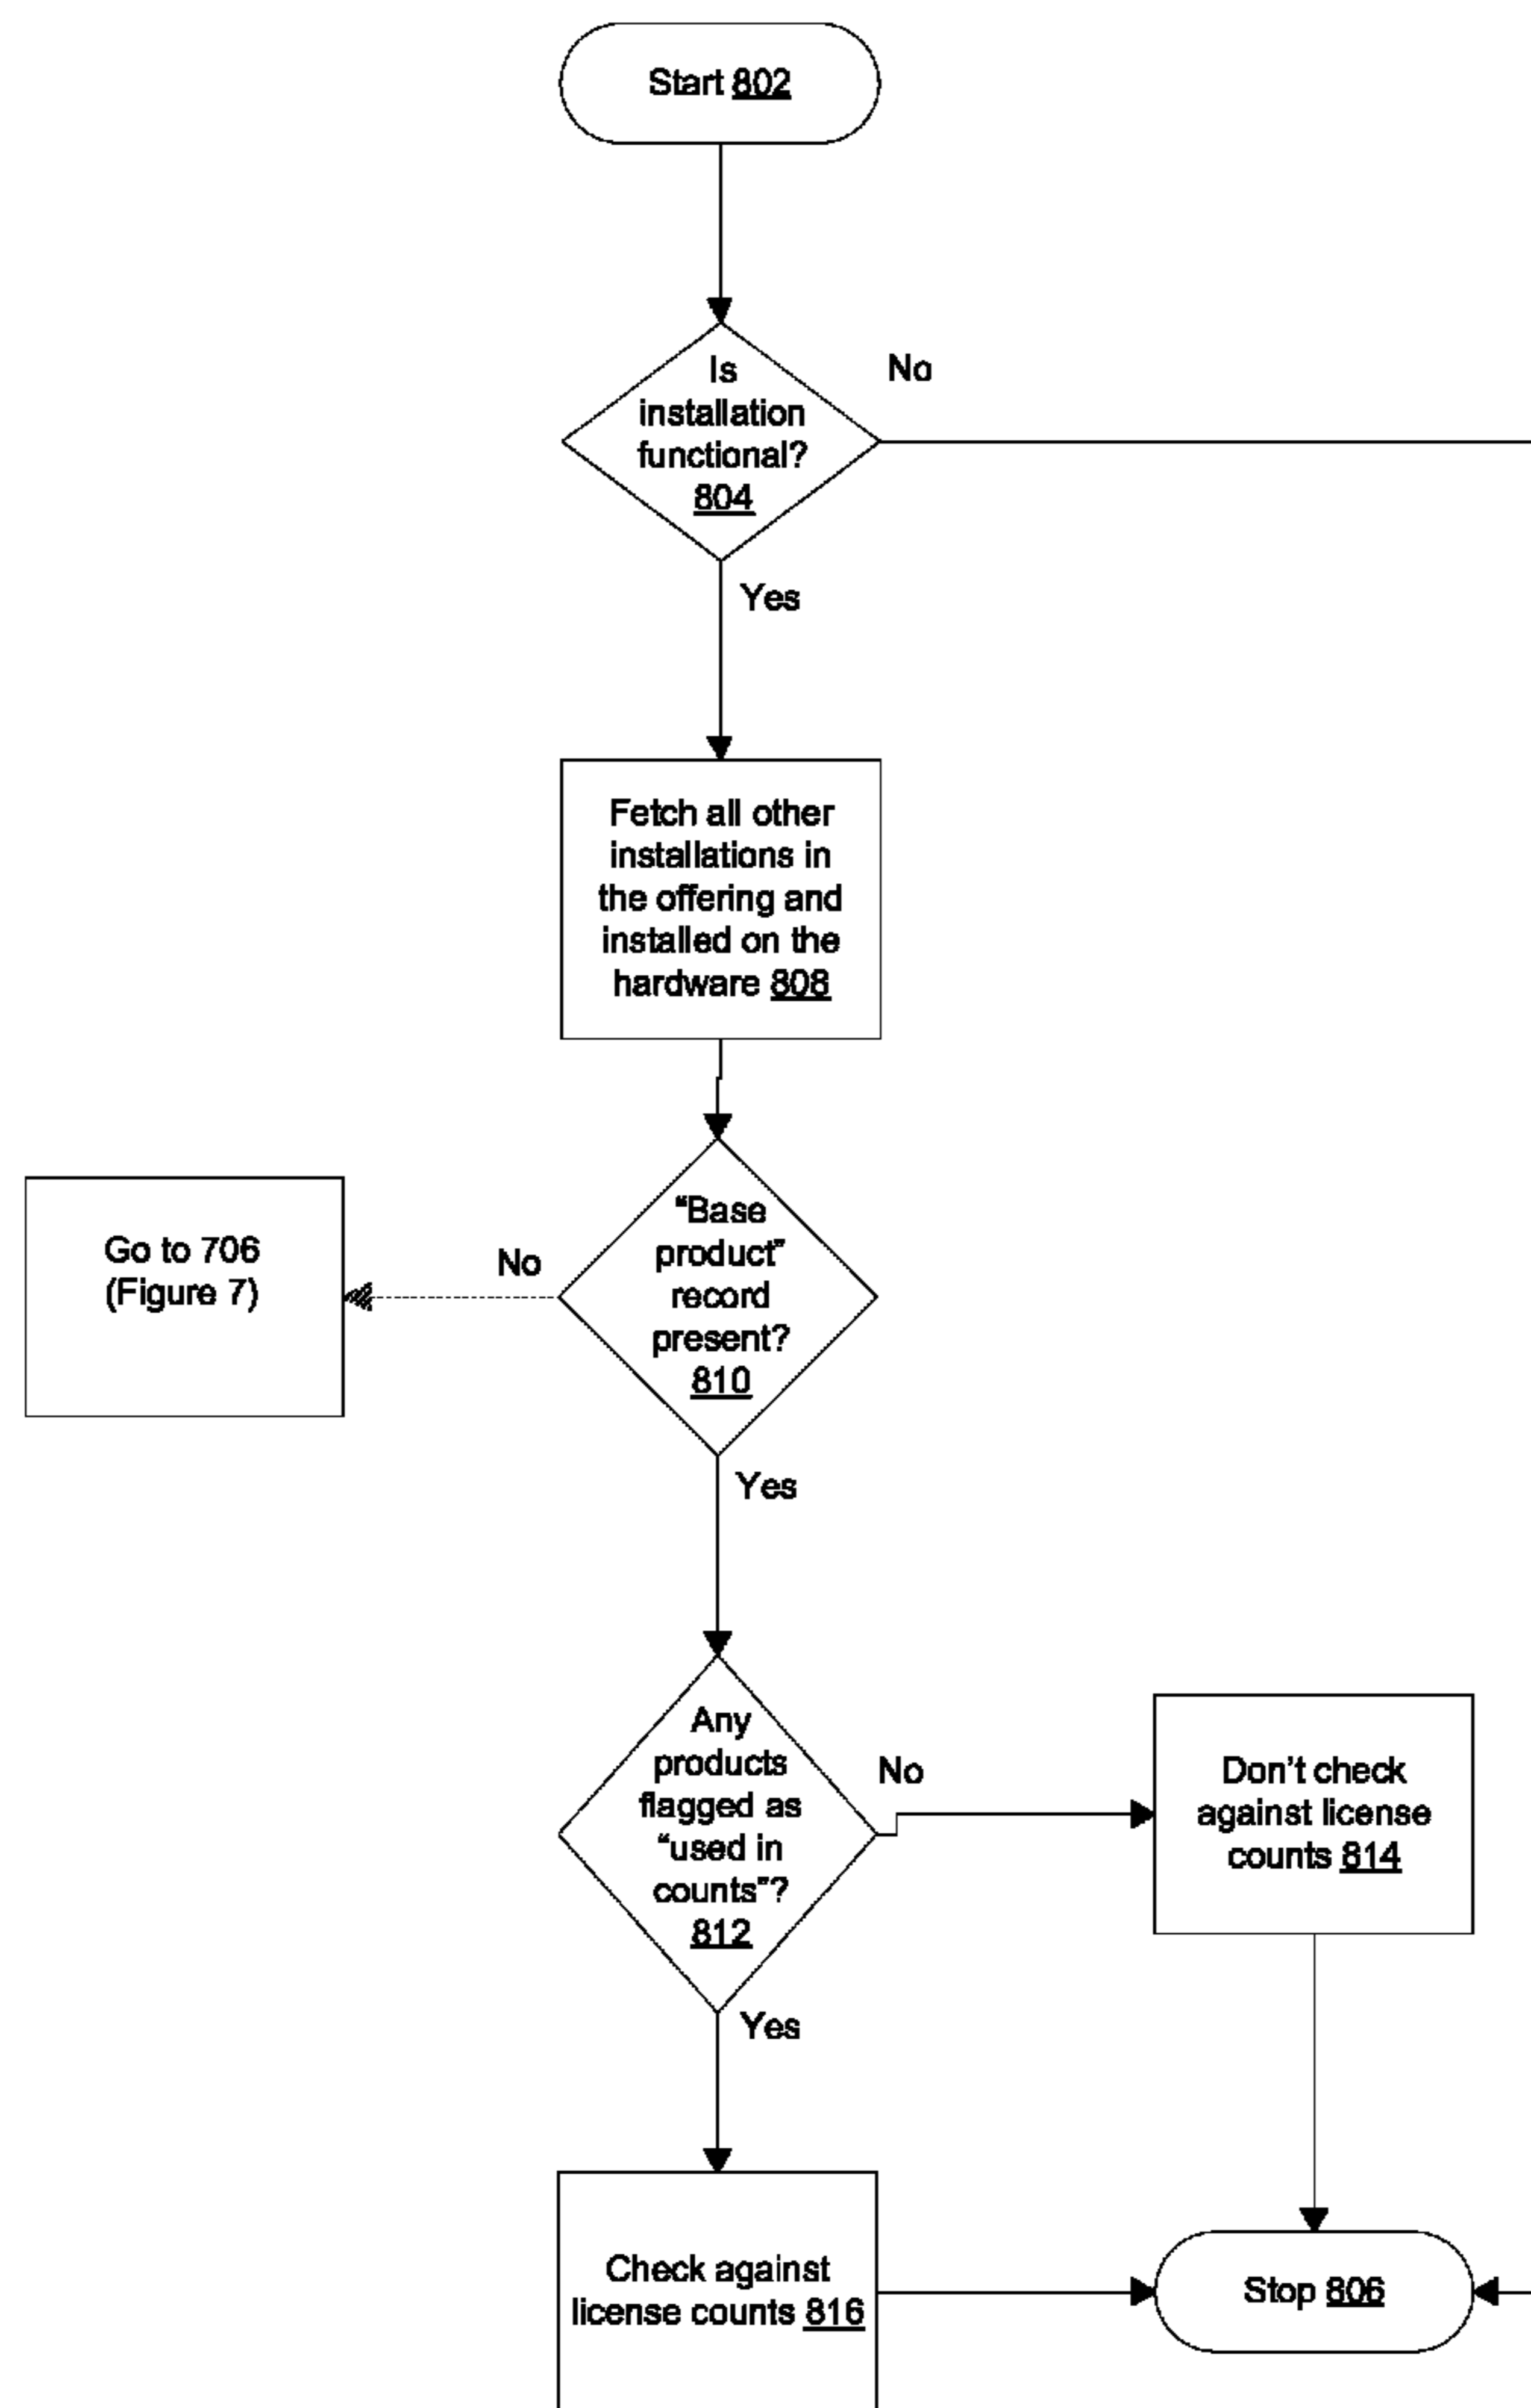 Start 802
Is
installation
functional?
804
No
Yes
Fetch all other
installations in
the offering and
installed on the
hardware 808
Go to 706
(Figure 7)
No
“Base
product”
record
present?
810
Yes
Any
products
flagged as
“used in
counts”?
812
No
Don’t check
against license
counts 814
Yes
Check against
license counts 816
Stop 806